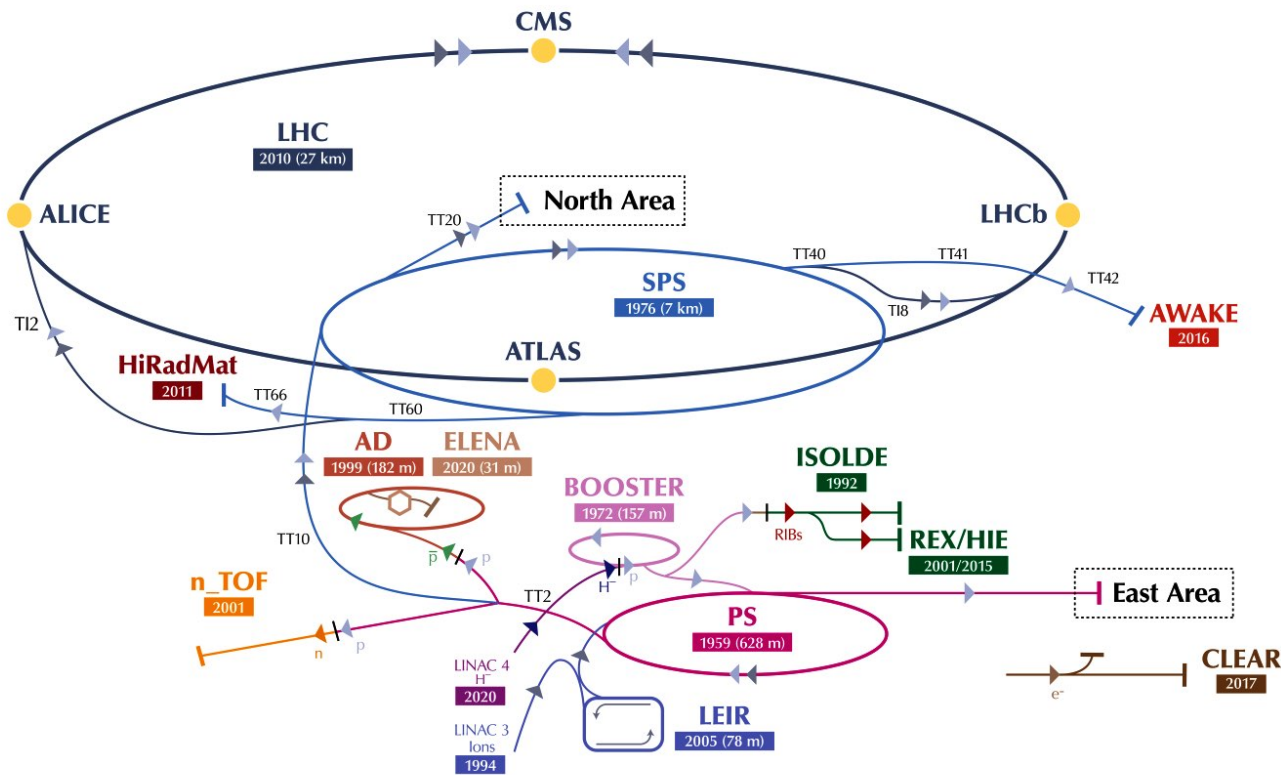 CMS
LHC
2010 (27 km)
North Area
ALICE
LHCb
TT20
TT40
TT41
SPS
TT42
1976 (7 km)
TI8
AWAKE
2016
TI2
ATLAS
HiRadMat
2011
TT66
TT60
AD
1999 (182 m)
ELENA
2020 (31 m)
ISOLDE
1992
BOOSTER
1972 (157 m)
RIBs
REX/HIE
2001/2015
TT10
p̅
p
p
H⁻
n_TOF
2001
TT2
East Area
PS
1959 (628 m)
n
p
LINAC 4
H⁻
2020
CLEAR
2017
e⁻
LEIR
2005 (78 m)
LINAC 3
Ions
1994